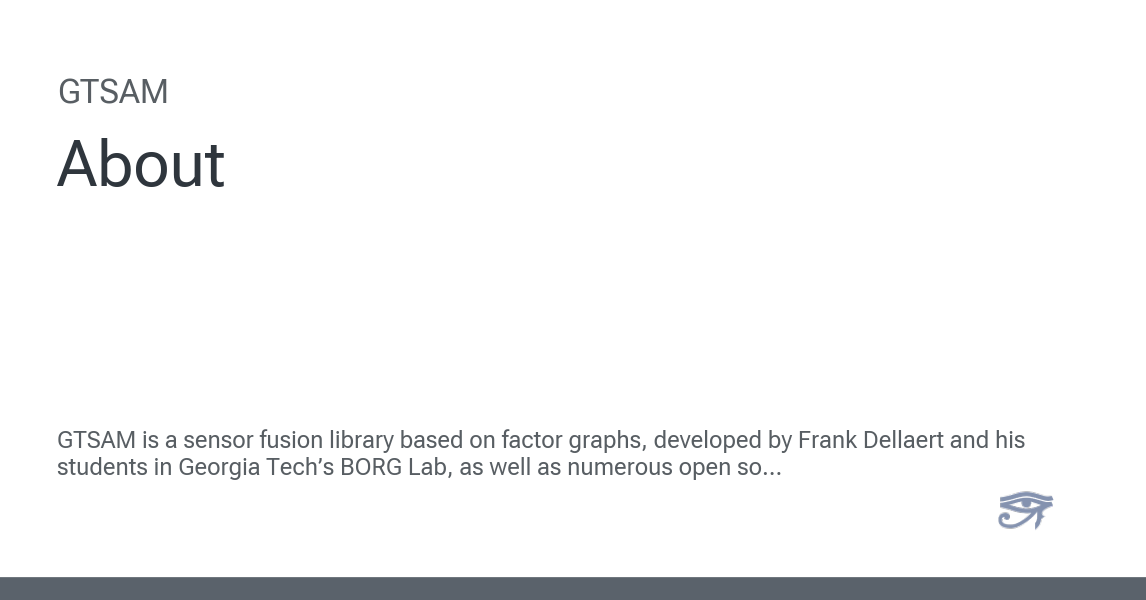 GTSAM
About
GTSAM is a sensor fusion library based on factor graphs, developed by Frank Dellaert and his
students in Georgia Tech’s BORG Lab, as well as numerous open so...